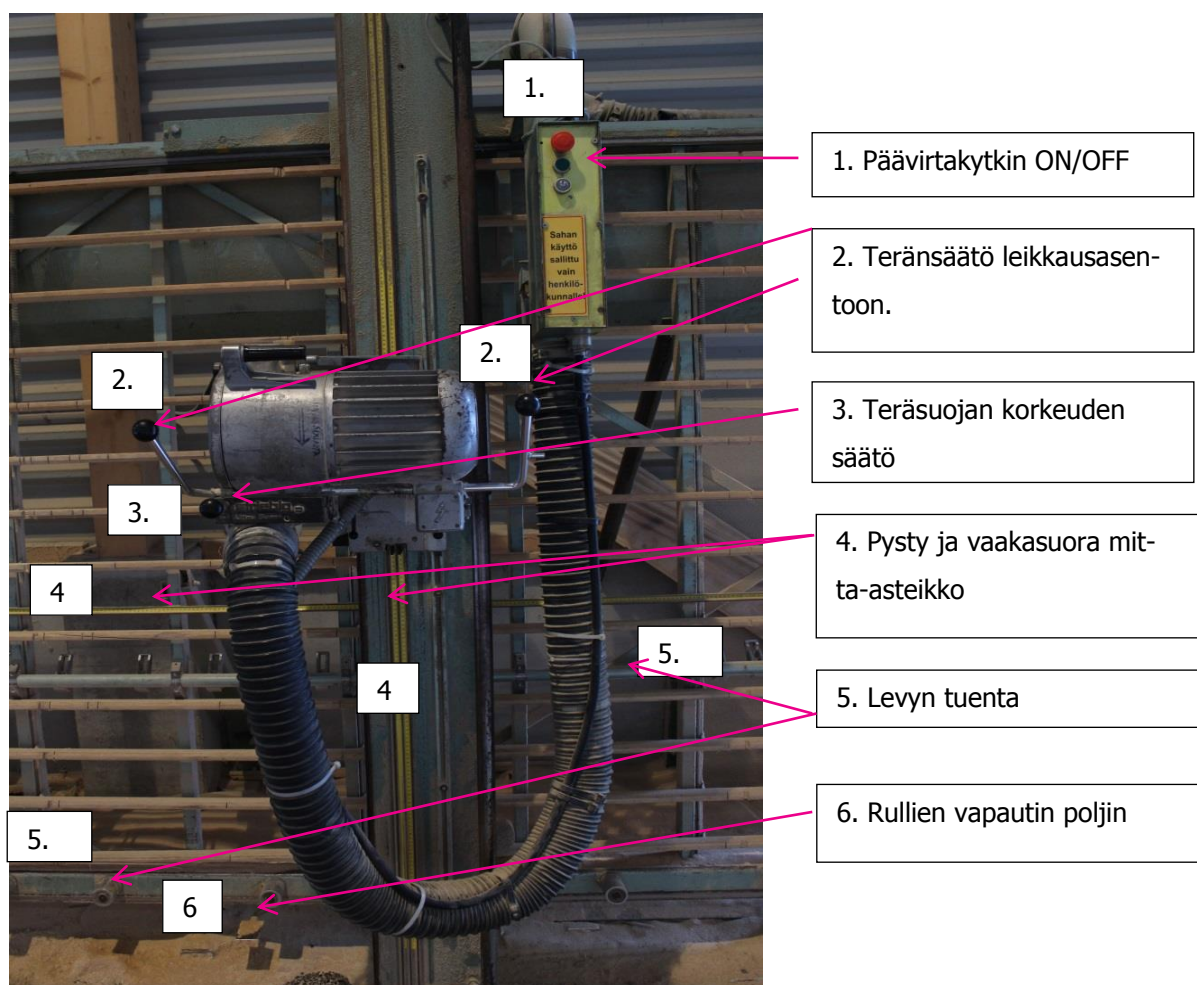 1.
1. Päävirtakytkin ON/OFF
Sahan
käyttö
sallittu
vain
henkilö-
kunnalle!
2. Teränsäätö leikkausasen-
toon.
2.
2.
3. Teräsuojan korkeuden
säätö
3.
4. Pysty ja vaakasuora mit-
ta-asteikko
4
4
5.
5. Levyn tuenta
5.
6. Rullien vapautin poljin
6